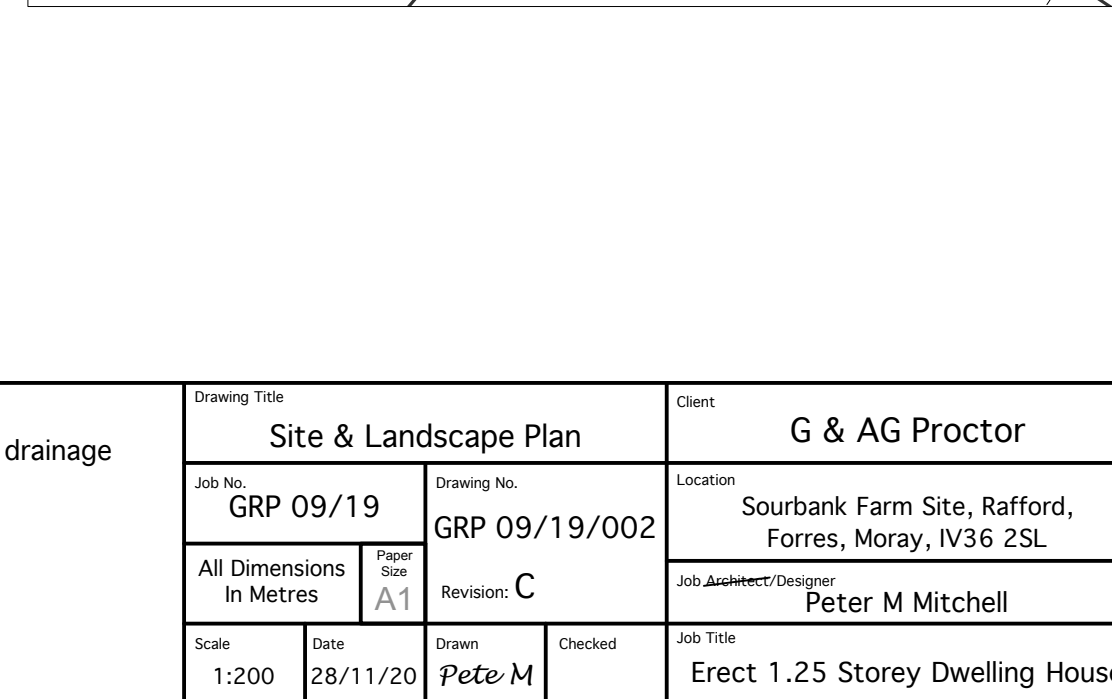 drainage
Drawing Title
Site & Landscape Plan
Client
G & AG Proctor
Job No.
GRP 09/19
Drawing No.
GRP 09/19/002
Location
Sourbank Farm Site, Rafford,
Forres, Moray, IV36 2SL
All Dimensions
In Metres
Paper
Size
A1
Revision: C
Job Architect/Designer
Peter M Mitchell
Scale
1:200
Date
28/11/20
Drawn
Pete M
Checked
Job Title
Erect 1.25 Storey Dwelling House